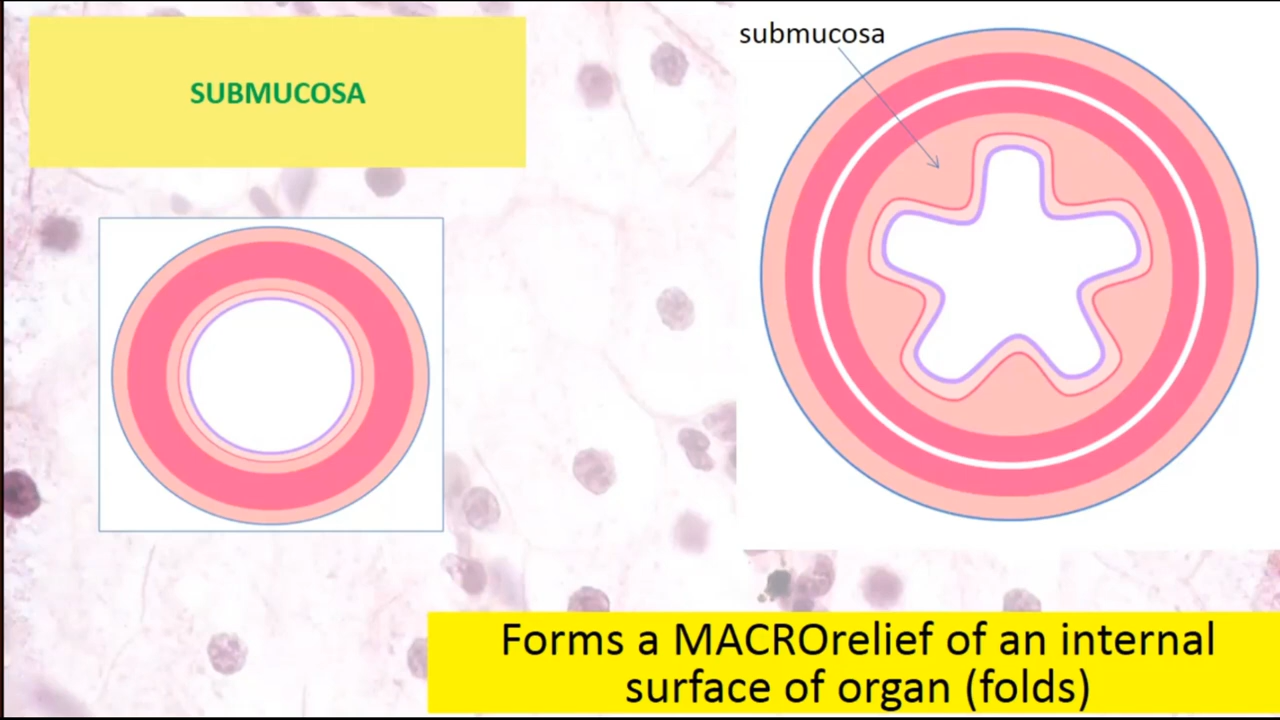 SUBMUCOSA
submucosa
Forms a MACROrelief of an internal
surface of organ (folds)